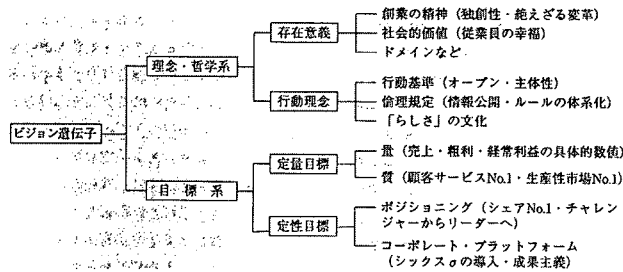 創業の精神（独創性・絶えざる変革）
存在意義
社会的価値（従業員の幸福）
ドメインなど
理念・哲学系
行動基準（オープン・主体性）
行動理念
倫理規定（情報公開・ルールの体系化）
「らしさ」の文化
ビジョン遺伝子
量（売上・粗利・経常利益の具体的数値）
定量目標
質（顧客サービスNo.1・生産性市場No.1）
目標系
ポジショニング（シェアNo.1・チャレン
ジャーからリーダーへ）
定性目標
コーポレート・プラットフォーム
（シックスσの導入・成果主義）